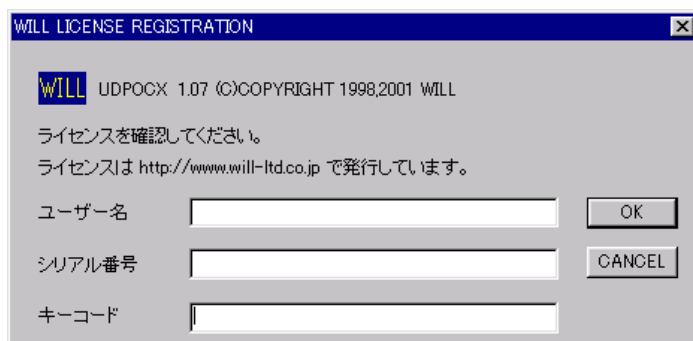 WILL LICENSE REGISTRATION
WILL UDPOCX 1.07 (C)COPYRIGHT 1998,2001 WILL
ライセンスを確認してください。
ライセンスは http://www.will-ltd.co.jp で発行しています。
ユーザー名
OK
シリアル番号
CANCEL
キーコード